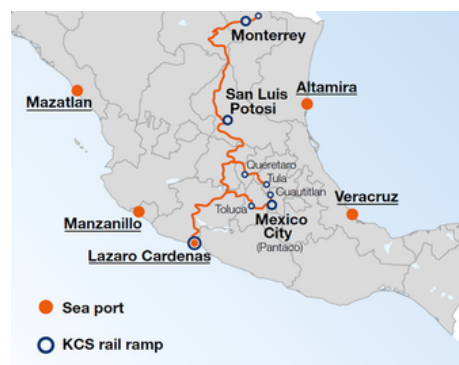 Monterrey
San Luis
Potosi
Altamira
Mazatlan
Queretaro
Tula
Guautitlan
Veracruz
Manzanillo
Toluca
Mexico
City
(Pantaco)
Lazaro Cardenas
Sea port
KCS rail ramp